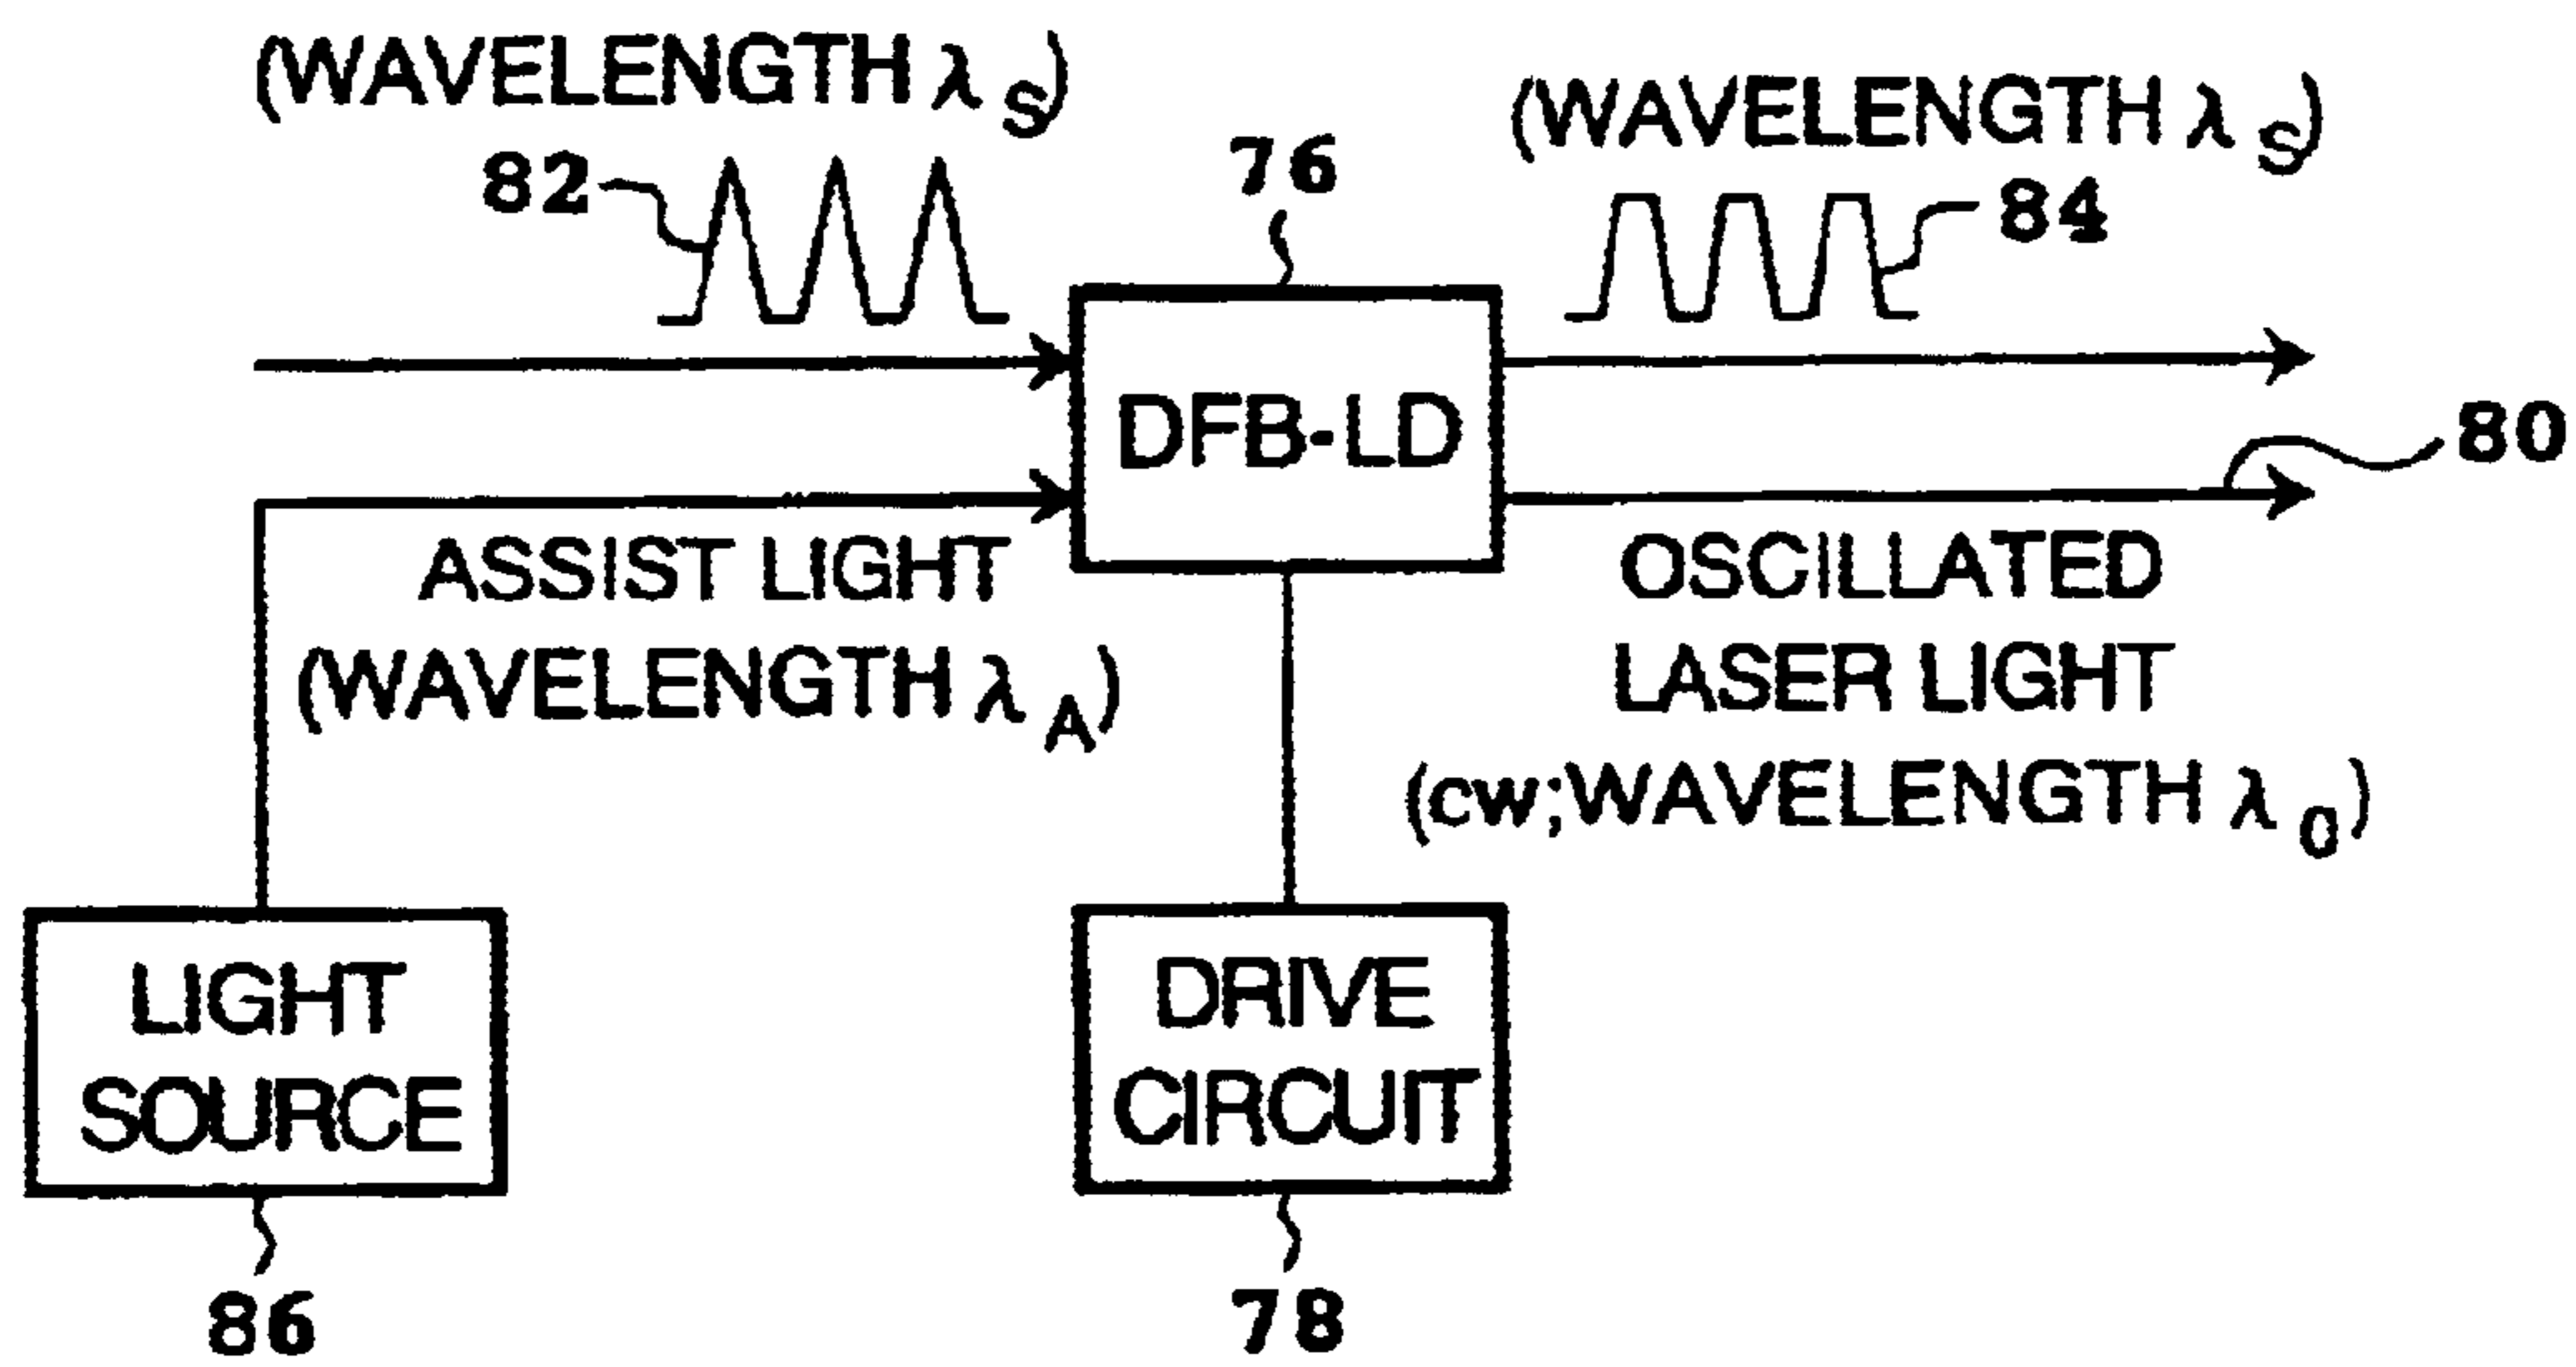 (WAVELENGTH λS)
82
76
(WAVELENGTH λS)
84
DFB-LD
80
ASSIST LIGHT
(WAVELENGTH λA)
OSCILLATED
LASER LIGHT
(cw;WAVELENGTH λ0)
LIGHT
SOURCE
DRIVE
CIRCUIT
86
78